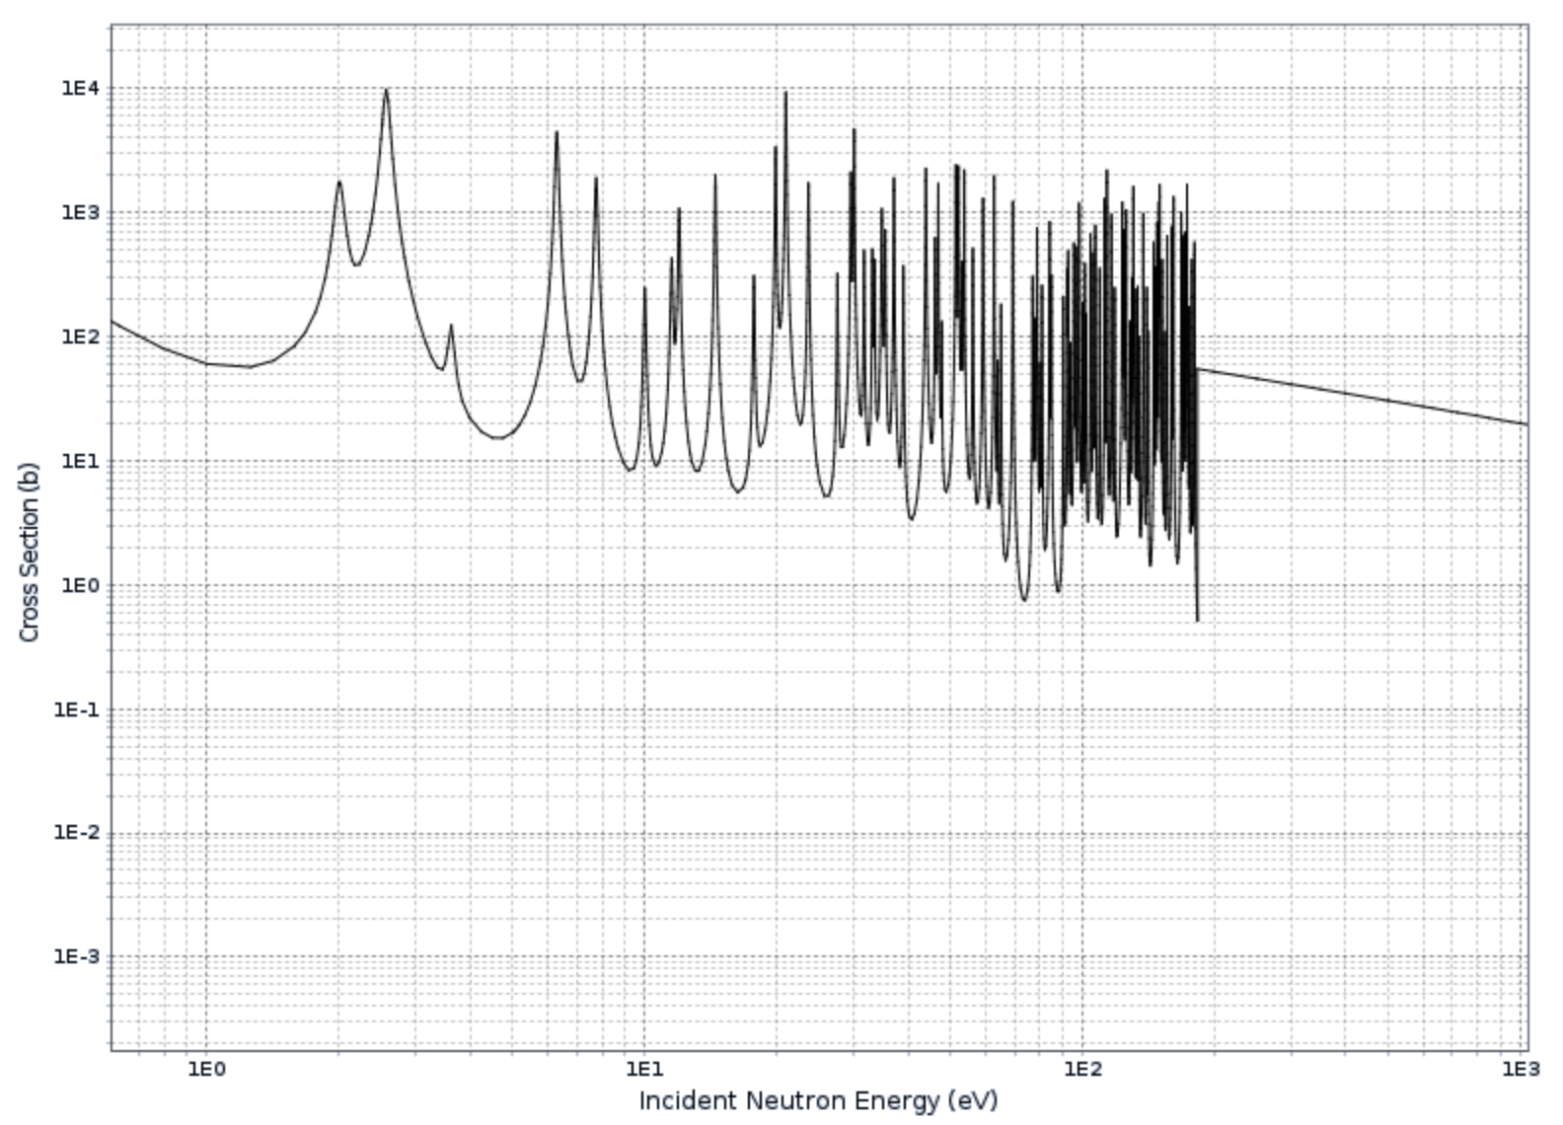 1E4
1E3
1E2
1E1
1E0
1E-1
1E-2
1E-3
Cross Section (b)
1E0 1E1 1E2 1E3
Incident Neutron Energy (eV)